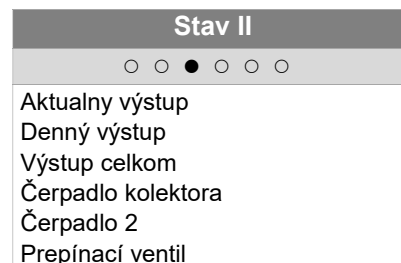 Stav II
○ ○ ● ○ ○ ○
Aktualny výstup
Denný výstup
Výstup celkom
Čerpadlo kolektora
Čerpadlo 2
Prepínací ventil